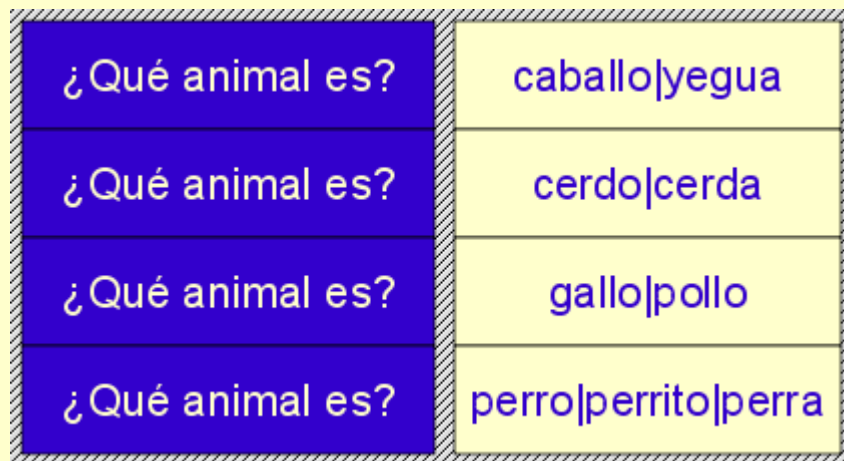 ¿Qué animal es? caballo|yegua
¿Qué animal es? cerdo|cerda
¿Qué animal es? gallo|pollo
¿Qué animal es? perro|perrito|perra